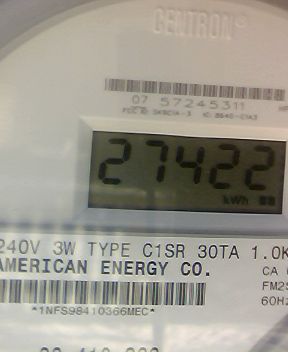 CENTRON®
07 57245311
27422
kWh
240V 3W TYPE C1SR 30TA 1.0K
AMERICAN ENERGY CO.
CA
FM2S
60Hz
*1NFS98410366MEC*